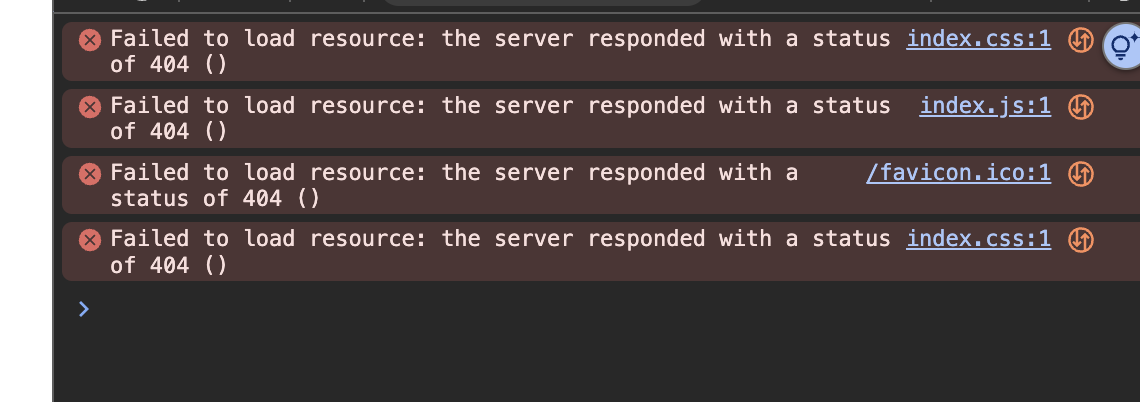 Failed to load resource: the server responded with a status index.css:1
of 404 ()
Failed to load resource: the server responded with a status index.js:1
of 404 ()
Failed to load resource: the server responded with a /favicon.ico:1
status of 404 ()
Failed to load resource: the server responded with a status index.css:1
of 404 ()